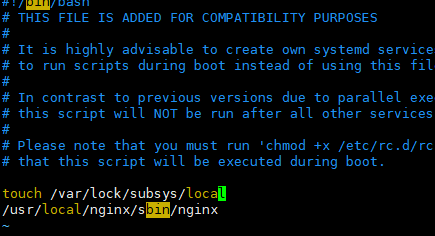 #!/bin/bash
# THIS FILE IS ADDED FOR COMPATIBILITY PURPOSES
#
# It is highly advisable to create own systemd service
# to run scripts during boot instead of using this fil
#
# In contrast to previous versions due to parallel exe
# this script will NOT be run after all other services
#
# Please note that you must run 'chmod +x /etc/rc.d/rc
# that this script will be executed during boot.
touch /var/lock/subsys/local
/usr/local/nginx/sbin/nginx
~